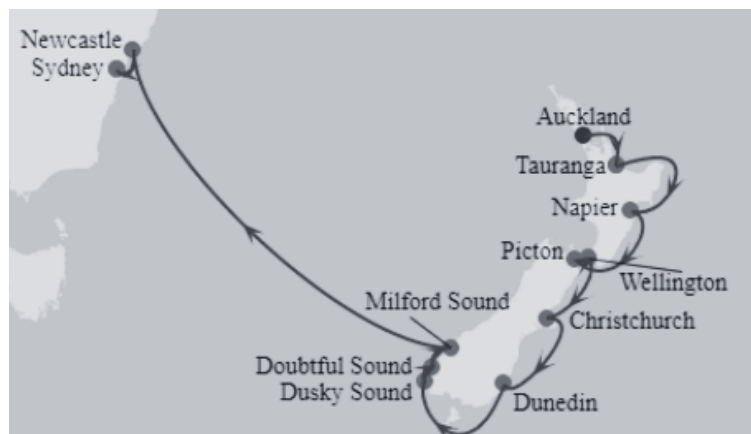 Newcastle
Sydney
Auckland
Tauranga
Napier
Picton
Wellington
Milford Sound
Christchurch
Doubtful Sound
Dusky Sound
Dunedin